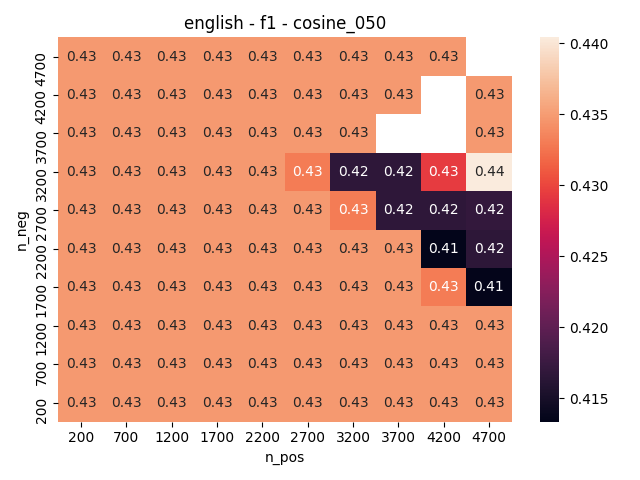 english - f1 - cosine_050
n_neg
4700 0.43 0.43 0.43 0.43 0.43 0.43 0.43 0.43 0.43
4200 0.43 0.43 0.43 0.43 0.43 0.43 0.43 0.43 0.43
3700 0.43 0.43 0.43 0.43 0.43 0.43 0.43 0.43
3200 0.43 0.43 0.43 0.43 0.43 0.43 0.42 0.42 0.43 0.44
2700 0.43 0.43 0.43 0.43 0.43 0.43 0.43 0.42 0.42 0.42
2200 0.43 0.43 0.43 0.43 0.43 0.43 0.43 0.43 0.41 0.42
1700 0.43 0.43 0.43 0.43 0.43 0.43 0.43 0.43 0.43 0.41
1200 0.43 0.43 0.43 0.43 0.43 0.43 0.43 0.43 0.43 0.43
700 0.43 0.43 0.43 0.43 0.43 0.43 0.43 0.43 0.43 0.43
200 0.43 0.43 0.43 0.43 0.43 0.43 0.43 0.43 0.43 0.43
200 700 1200 1700 2200 2700 3200 3700 4200 4700
n_pos
0.440
0.435
0.430
0.425
0.420
0.415